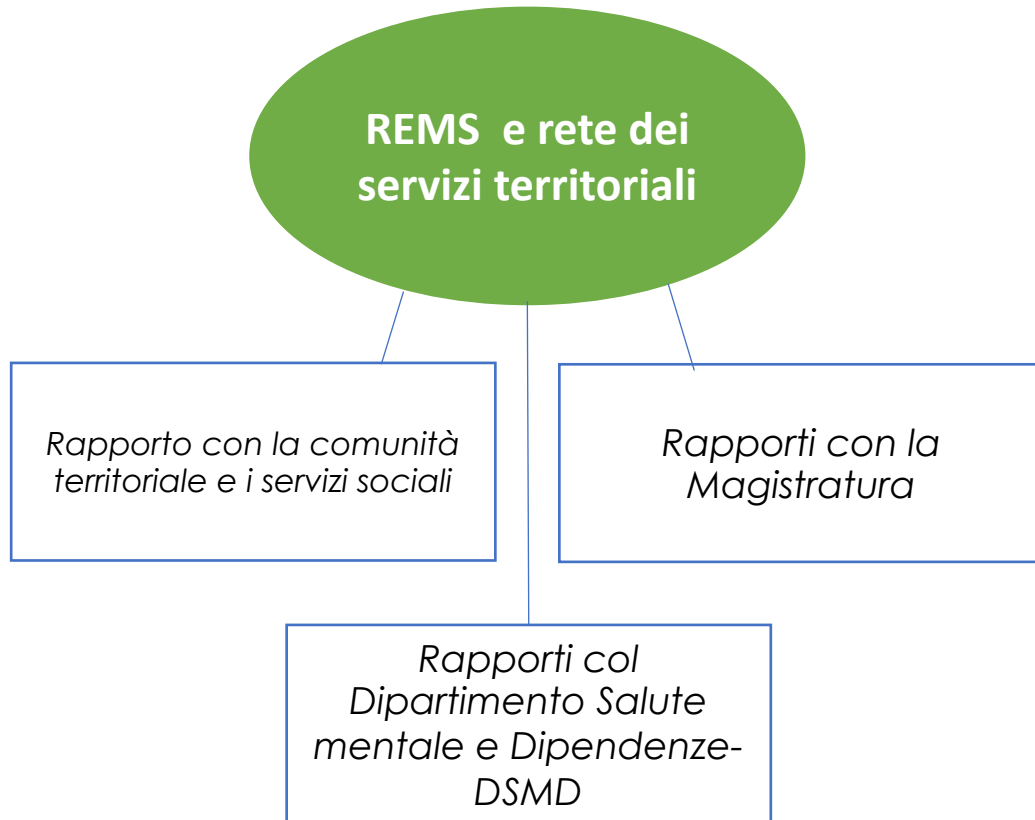 REMS e rete dei
servizi territoriali
Rapporto con la comunità
territoriale e i servizi sociali
Rapporti con la
Magistratura
Rapporti col
Dipartimento Salute
mentale e Dipendenze-
DSMD